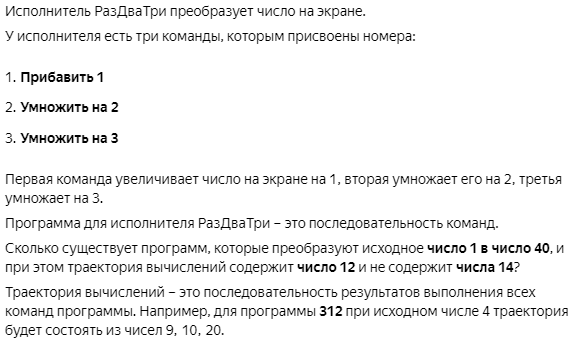 Исполнитель РазДваТри преобразует число на экране.
У исполнителя есть три команды, которым присвоены номера:
1. Прибавить 1
2. Умножить на 2
3. Умножить на 3
Первая команда увеличивает число на экране на 1, вторая умножает его на 2, третья
умножает на 3.
Программа для исполнителя РазДваТри – это последовательность команд.
Сколько существует программ, которые преобразуют исходное число 1 в число 40, и
при этом траектория вычислений содержит число 12 и не содержит числа 14?
Траектория вычислений – это последовательность результатов выполнения всех
команд программы. Например, для программы 312 при исходном числе 4 траектория
будет состоять из чисел 9, 10, 20.